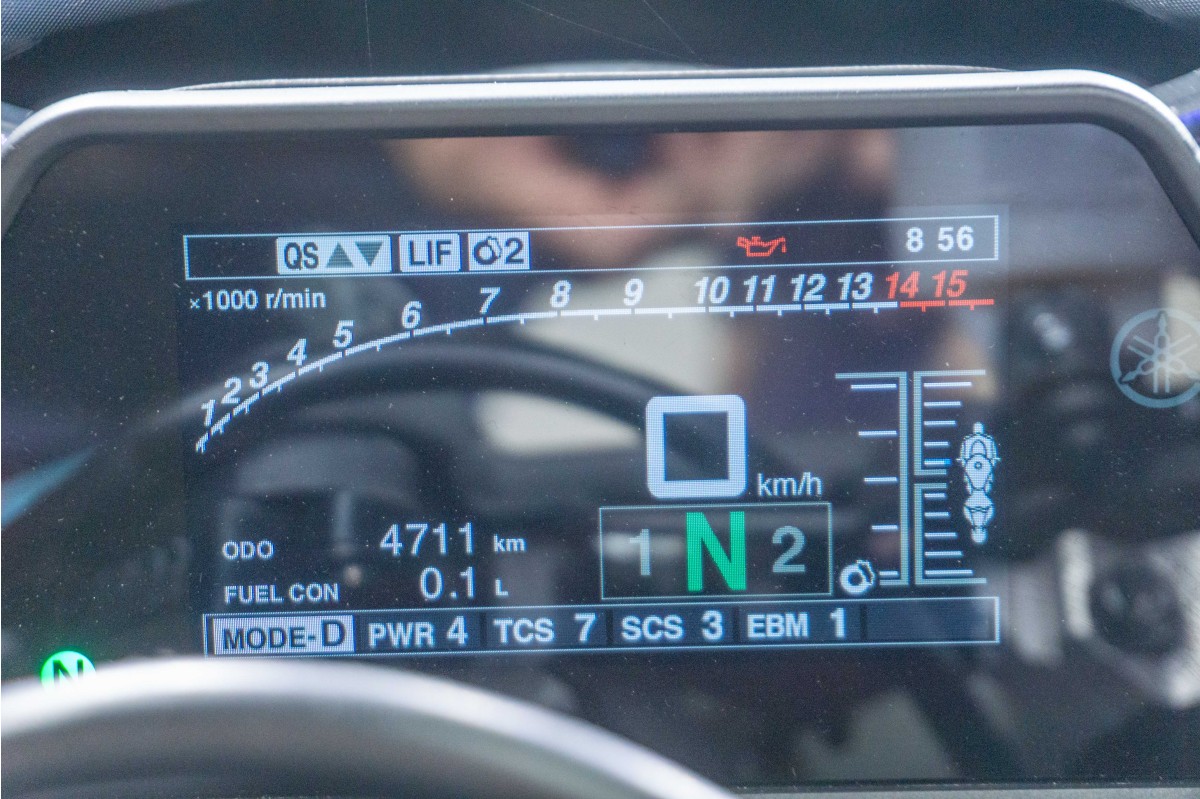 QS LIF 2 8 56
×1000 r/min
1 2 3 4 5 6 7 8 9 10 11 12 13 14 15
0 km/h
1 N 2
ODO 4711 km
FUEL CON 0.1 L
MODE-D PWR 4 TCS 7 SCS 3 EBM 1
N